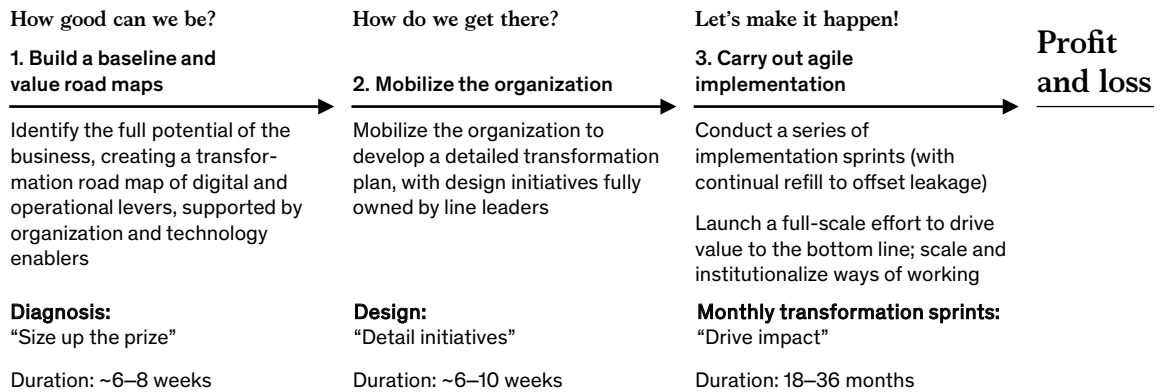 How good can we be?
1. Build a baseline and
value road maps
Identify the full potential of the
business, creating a transfor-
mation road map of digital and
operational levers, supported by
organization and technology
enablers
Diagnosis:
“Size up the prize”
Duration: ~6–8 weeks
How do we get there?
2. Mobilize the organization
Mobilize the organization to
develop a detailed transformation
plan, with design initiatives fully
owned by line leaders
Design:
“Detail initiatives”
Duration: ~6–10 weeks
Let’s make it happen!
3. Carry out agile
implementation
Conduct a series of
implementation sprints (with
continual refill to offset leakage)
Launch a full-scale effort to drive
value to the bottom line; scale and
institutionalize ways of working
Monthly transformation sprints:
“Drive impact”
Duration: 18–36 months
Profit
and loss